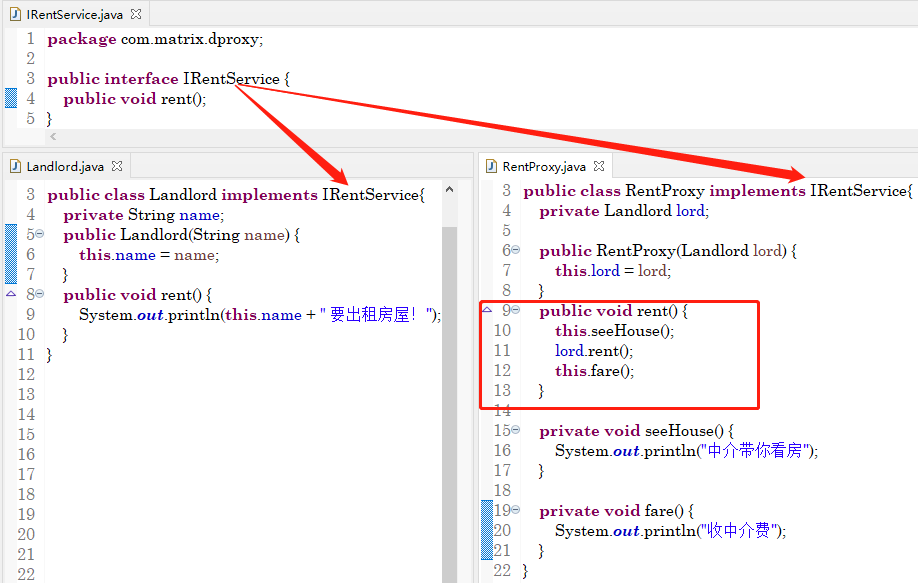 IRentService.java
1 package com.matrix.dproxy;
2
3 public interface IRentService {
4 public void rent();
5 }
Landlord.java
3 public class Landlord implements IRentService{
4 private String name;
5 public Landlord(String name) {
6 this.name = name;
7 }
8 public void rent() {
9 System.out.println(this.name + " 要出租房屋！");
10 }
11 }
12
13
14
15
16
17
18
19
20
21
22
RentProxy.java
3 public class RentProxy implements IRentService{
4 private Landlord lord;
5
6 public RentProxy(Landlord lord) {
7 this.lord = lord;
8 }
9 public void rent() {
10 this.seeHouse();
11 lord.rent();
12 this.fare();
13 }
14
15 private void seeHouse() {
16 System.out.println("中介带你看房");
17 }
18
19 private void fare() {
20 System.out.println("收中介费");
21 }
22 }